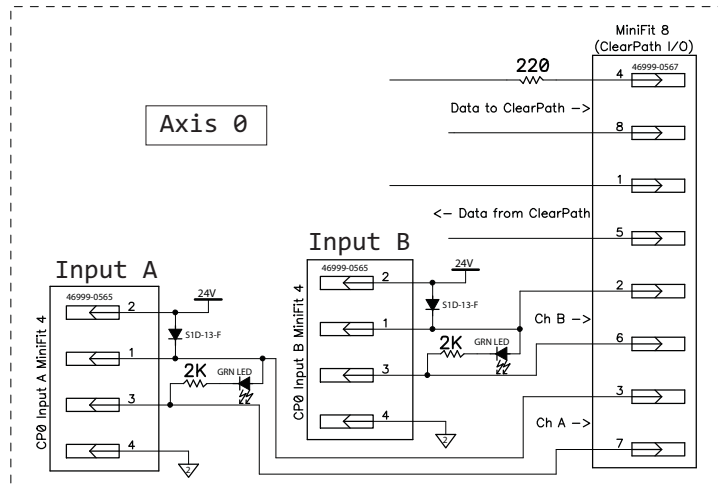 MiniFit 8
(ClearPath I/O)
220
4
46999-0567
Axis 0
Data to ClearPath ->
8
1
<- Data from ClearPath
5
Input A
Input B
46999-0565
2
24V
S1D-13-F
1
2K
GRN LED
3
4
2
CP0 Input A MiniFit 4
46999-0565
2
24V
S1D-13-F
1
2K
GRN LED
3
4
2
CP0 Input B MiniFit 4
2
Ch B ->
6
3
Ch A ->
7